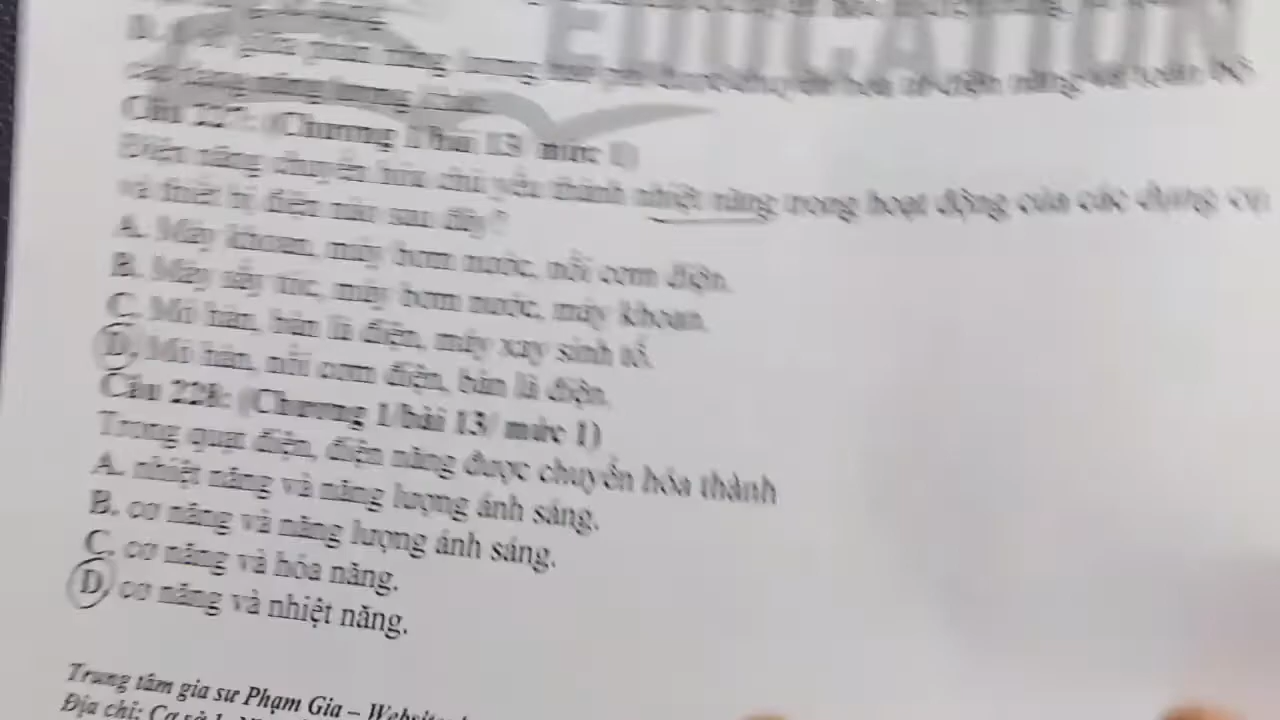 EDUCATION
Câu 227: (Chương 1/bài 13/ mức 1)
Điện năng chuyển hóa chủ yếu thành nhiệt năng trong hoạt động của các dụng cụ
và thiết bị điện nào sau đây?
A. Máy khoan, máy bơm nước, nồi cơm điện.
B. Máy sấy tóc, máy bơm nước, máy khoan.
C. Mỏ hàn, bàn là điện, máy xay sinh tố.
D. Mỏ hàn, nồi cơm điện, bàn là điện.
Câu 228: (Chương 1/bài 13/ mức 1)
Trong quạt điện, điện năng được chuyển hóa thành
A. nhiệt năng và năng lượng ánh sáng.
B. cơ năng và năng lượng ánh sáng.
C. cơ năng và hóa năng.
D. cơ năng và nhiệt năng.
Trung tâm gia sư Phạm Gia – Website
Địa chỉ: Cơ sở 1.